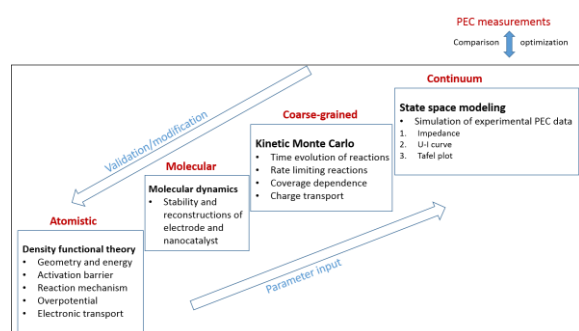 PEC measurements
Comparison
optimization
Continuum
State space modeling
• Simulation of experimental PEC data
1. Impedance
2. U-I curve
3. Tafel plot
Coarse-grained
Kinetic Monte Carlo
• Time evolution of reactions
• Rate limiting reactions
• Coverage dependence
• Charge transport
Validation/modification
Molecular
Molecular dynamics
• Stability and
reconstructions of
electrode and
nanocatalyst
Atomistic
Density functional theory
• Geometry and energy
• Activation barrier
• Reaction mechanism
• Overpotential
• Electronic transport
Parameter input